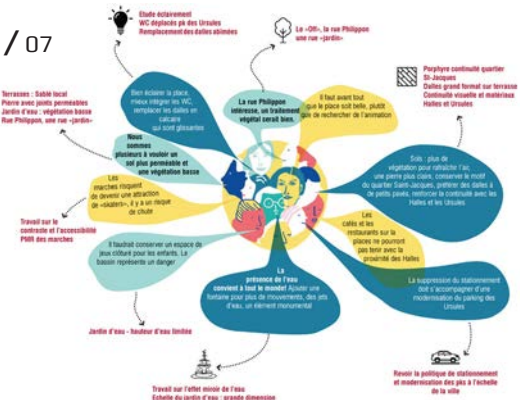 / 07
Etude éclairement
WC déplacés pk des Ursules
Remplacement des dalles abimées
Le «Off», la rue Philippon
une rue «jardin»
Porphyre continuité quartier
St-Jacques
Dalles grand format sur terrasse
Continuité visuelle et matériaux
Halles et Ursules
Terrasses : Sablé local
Pierre avec joints perméables
Jardin d'eau : végétation basse
Rue Philippon, une rue «jardin»
Bien éclairer la place,
mieux intégrer les WC,
remplacer les dalles en
calcaire
qui sont glissantes
La rue Philippon
intéresse, un traitement
végétal serait bien.
Il faut avant tout
que la place soit belle, plutôt
que de rechercher de l'animation
Nous
sommes
plusieurs à vouloir un
sol plus perméable et
une végétation basse
Sols : plus de
végétation pour rafraîchir l'air,
une pierre plus claire, conserver le motif
du quartier Saint-Jacques, préférer des dalles à
de petits pavés, renforcer la continuité avec les
Halles et les Ursules
Les
marches risquent
de devenir une attraction
de «skaters», il y a un risque
de chute
Travail sur le
contraste et l'accessibilité
PMR des marches
Les
cafés et les
restaurants sur la
places ne pourront
pas tenir avec la
proximité des Halles
Il faudrait conserver un espace de
jeux clôturé pour les enfants. Le
bassin représente un danger
La
présence de l'eau
convient à tout le monde! Ajouter une
fontaine pour plus de mouvements, des jets
d'eau, un élément monumental
La suppression du stationnement
doit s'accompagner d'une
modernisation du parking des
Ursules
Jardin d'eau - hauteur d'eau limitée
Travail sur l'effet miroir de l'eau
Echelle du jardin d'eau : grande dimension
Revoir la politique de stationnement
et modernisation des pks à l'échelle
de la ville